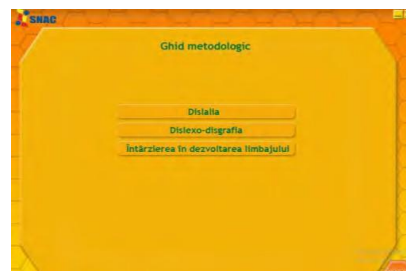 SNAC
Ghid metodologic
Dislalia
Dislexo-disgrafia
Întârzierea în dezvoltarea limbajului